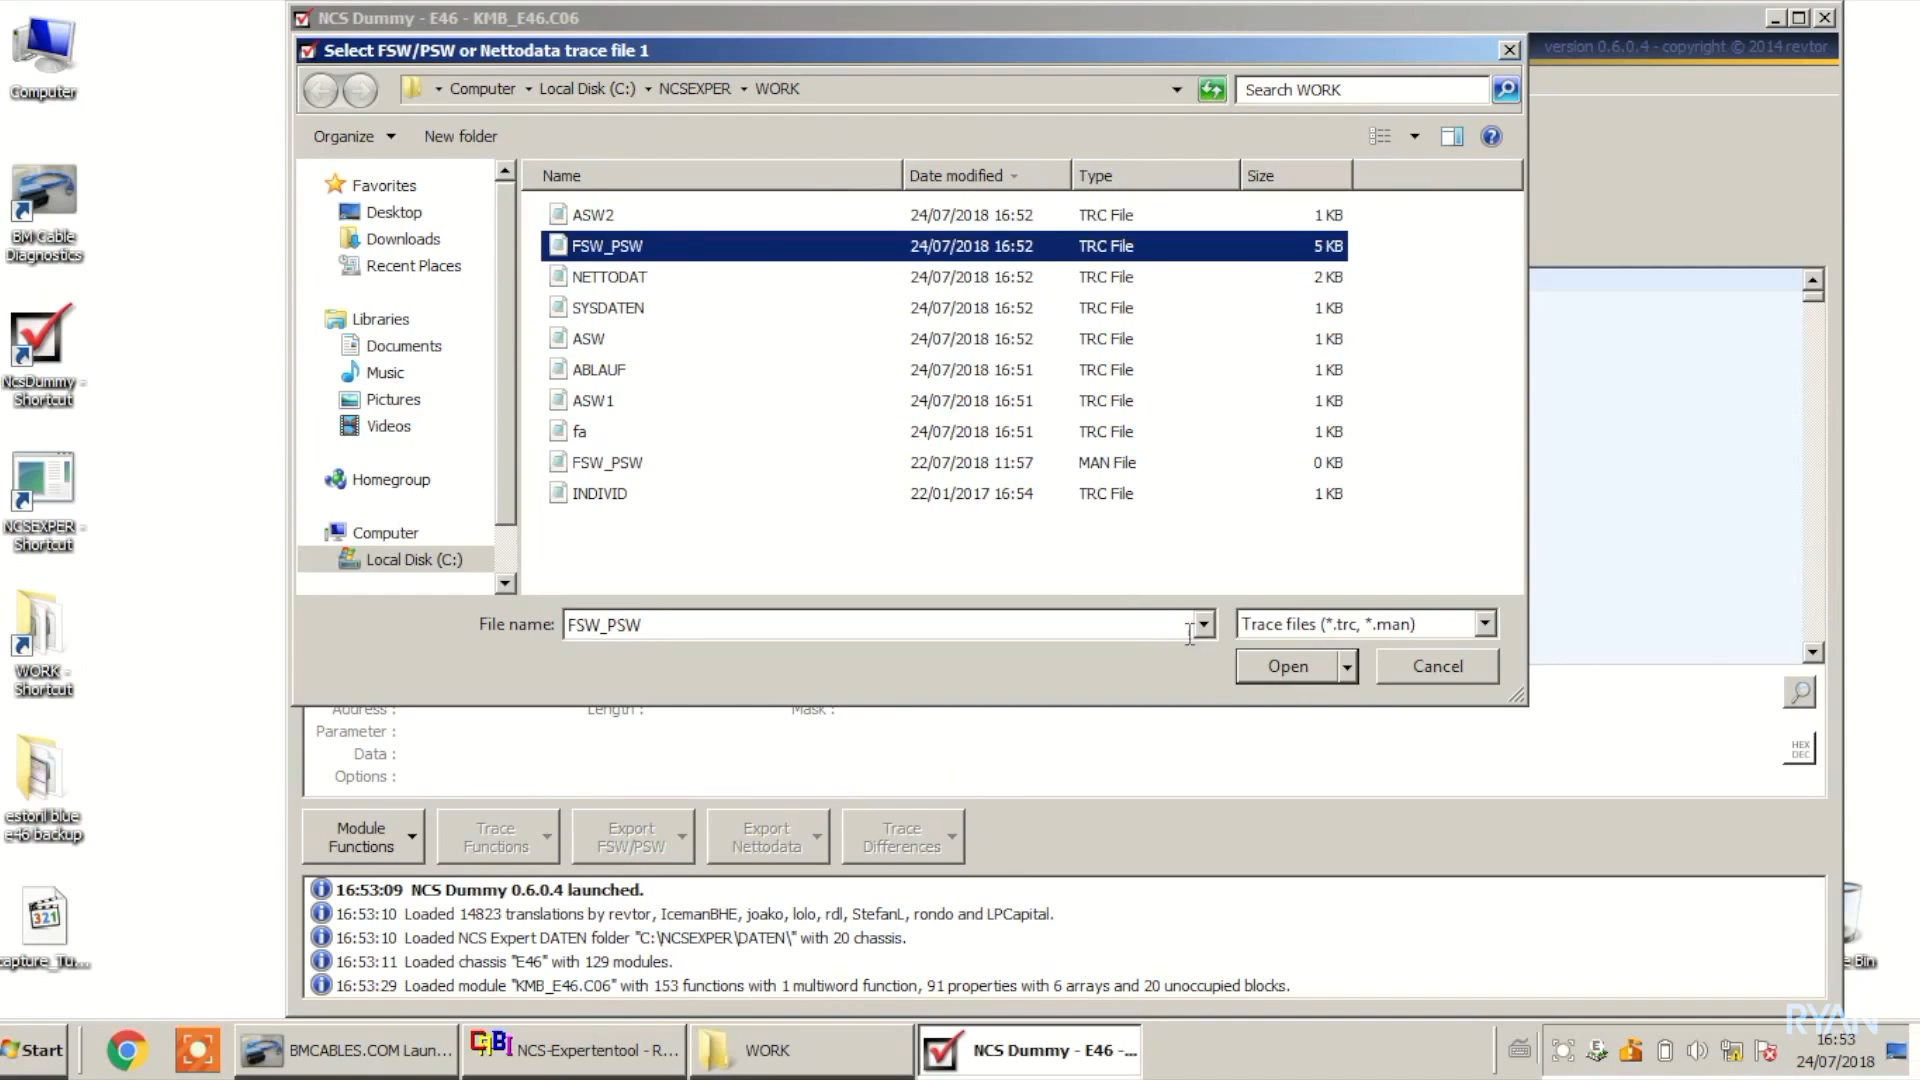 NCS Dummy - E46 - KMB_E46.C06
Select FSW/PSW or Nettodata trace file 1
version 0.6.0.4 - copyright © 2014 revtor
Computer
Local Disk (C:)
NCSEXPER
WORK
Search WORK
Organize
New folder
Favorites
Desktop
Downloads
Recent Places
Libraries
Documents
Music
Pictures
Videos
Homegroup
Computer
Local Disk (C:)
Name Date modified Type Size
ASW2 24/07/2018 16:52 TRC File 1 KB
FSW_PSW 24/07/2018 16:52 TRC File 5 KB
NETTODAT 24/07/2018 16:52 TRC File 2 KB
SYSDATEN 24/07/2018 16:52 TRC File 1 KB
ASW 24/07/2018 16:52 TRC File 1 KB
ABLAUF 24/07/2018 16:51 TRC File 1 KB
ASW1 24/07/2018 16:51 TRC File 1 KB
fa 24/07/2018 16:51 TRC File 1 KB
FSW_PSW 22/07/2018 11:57 MAN File 0 KB
INDIVID 22/01/2017 16:54 TRC File 1 KB
File name: FSW_PSW
Trace files (*.trc, *.man)
Open
Cancel
Address : Length : Mask :
Parameter :
Data :
Options :
HEX
DEC
Module
Functions
Trace
Functions
Export
FSW/PSW
Export
Nettodata
Trace
Differences
16:53:09 NCS Dummy 0.6.0.4 launched.
16:53:10 Loaded 14823 translations by revtor, IcemanBHE, joako, lolo, rdl, StefanL, rondo and LPCapital.
16:53:10 Loaded NCS Expert DATEN folder "C:\NCSEXPER\DATEN\" with 20 chassis.
16:53:11 Loaded chassis "E46" with 129 modules.
16:53:29 Loaded module "KMB_E46.C06" with 153 functions with 1 multiword function, 91 properties with 6 arrays and 20 unoccupied blocks.
Computer
BM Cable
Diagnostics
NcsDummy -
Shortcut
NCSEXPER -
Shortcut
WORK -
Shortcut
estoril blue
e46 backup
321
capture_Tu...
e Bin
RYAN
Start
BMCABLES.COM Laun...
NCS-Expertentool - R...
WORK
NCS Dummy - E46 -...
16:53
24/07/2018